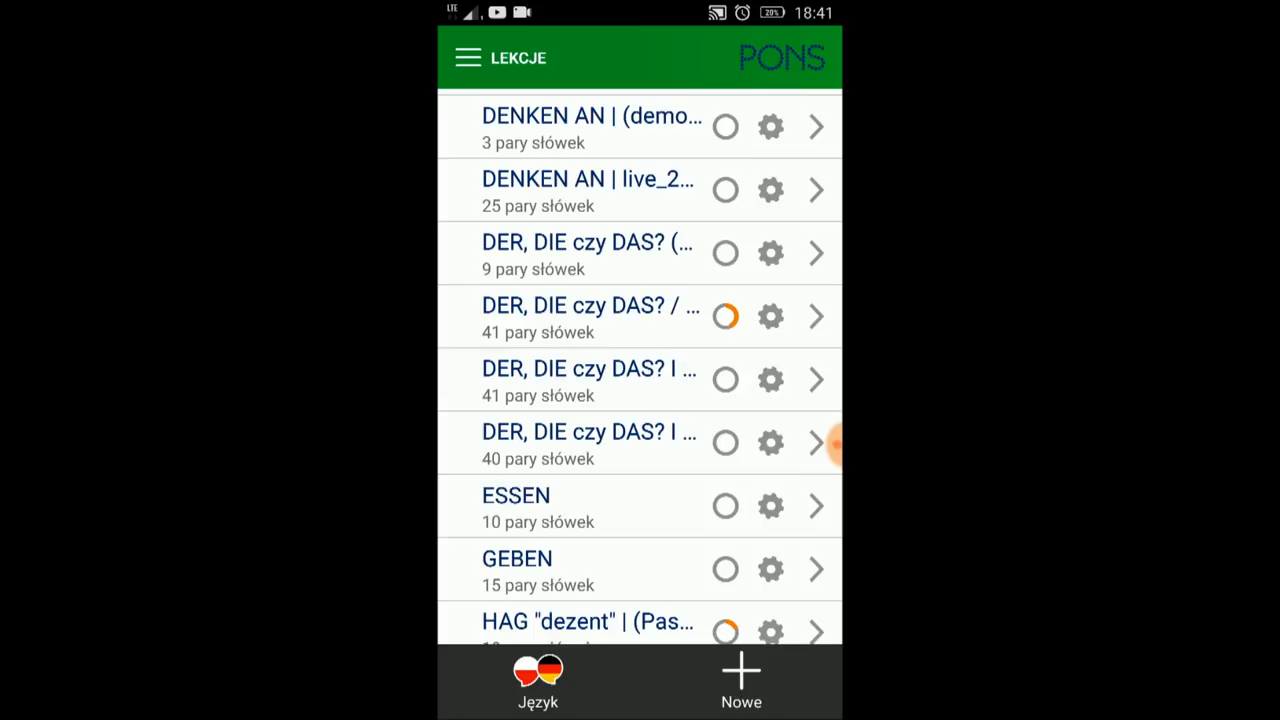 LTE
20%
18:41
LEKCJE
PONS
DENKEN AN | (demo...
3 pary słówek
DENKEN AN | live_2...
25 pary słówek
DER, DIE czy DAS? (...
9 pary słówek
DER, DIE czy DAS? / ...
41 pary słówek
DER, DIE czy DAS? I ...
41 pary słówek
DER, DIE czy DAS? I ...
40 pary słówek
ESSEN
10 pary słówek
GEBEN
15 pary słówek
HAG "dezent" | (Pas...
Język
Nowe